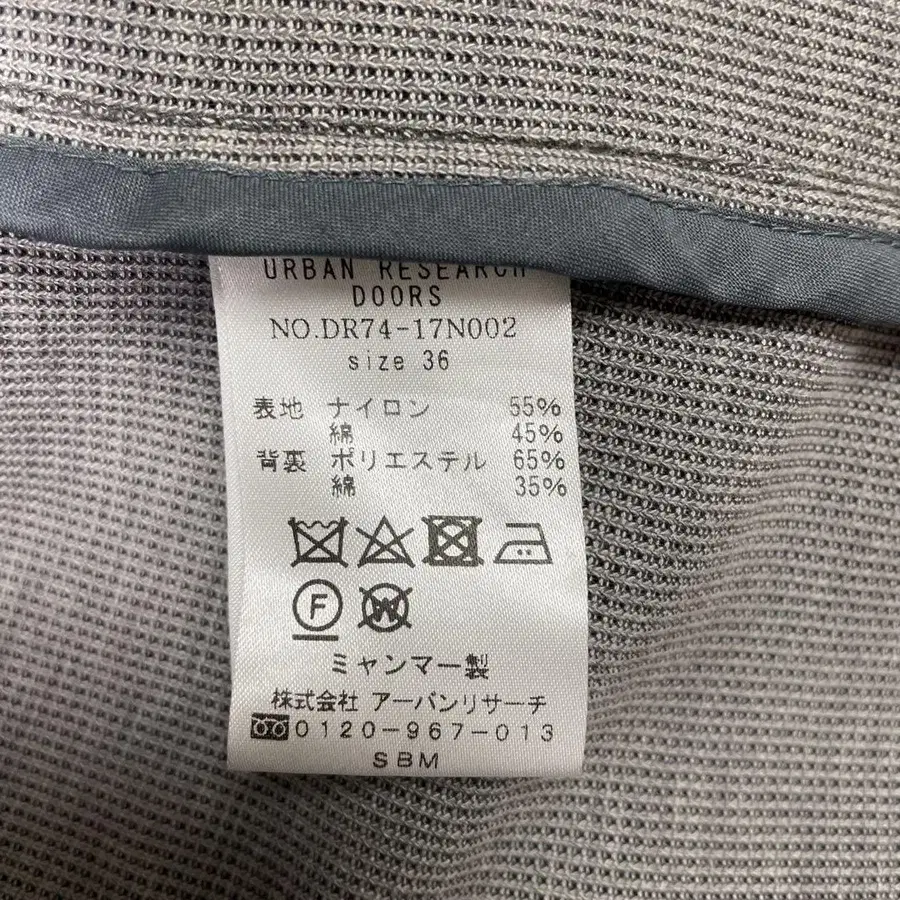 URBAN RESEARCH
DOORS
NO.DR74-17N002
size 36
表地 ナイロン 55%
綿 45%
背裏 ポリエステル 65%
綿 35%
F W
ミャンマー製
株式会社 アーバンリサーチ
0120-967-013
SBM